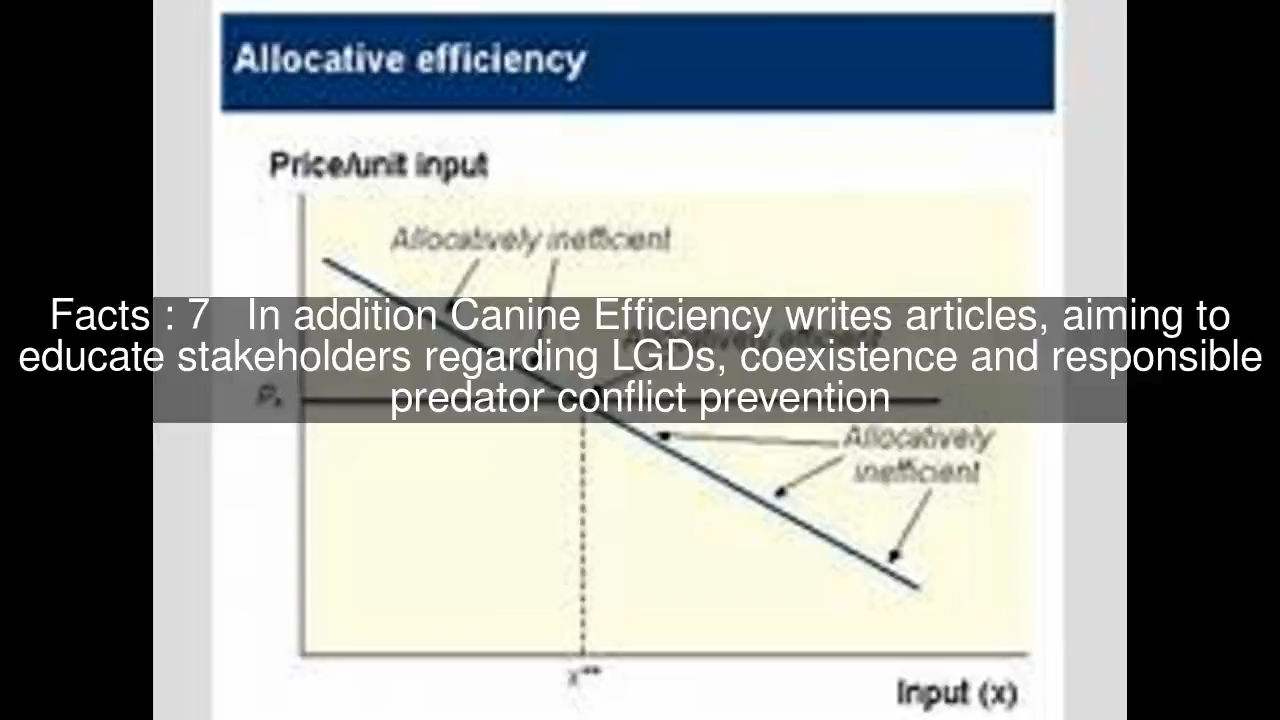 Allocative efficiency
Price/unit input
Allocatively inefficient
Facts : 7 In addition Canine Efficiency writes articles, aiming to
educate stakeholders regarding LGDs, coexistence and responsible
predator conflict prevention
Allocatively
inefficient
Input (x)